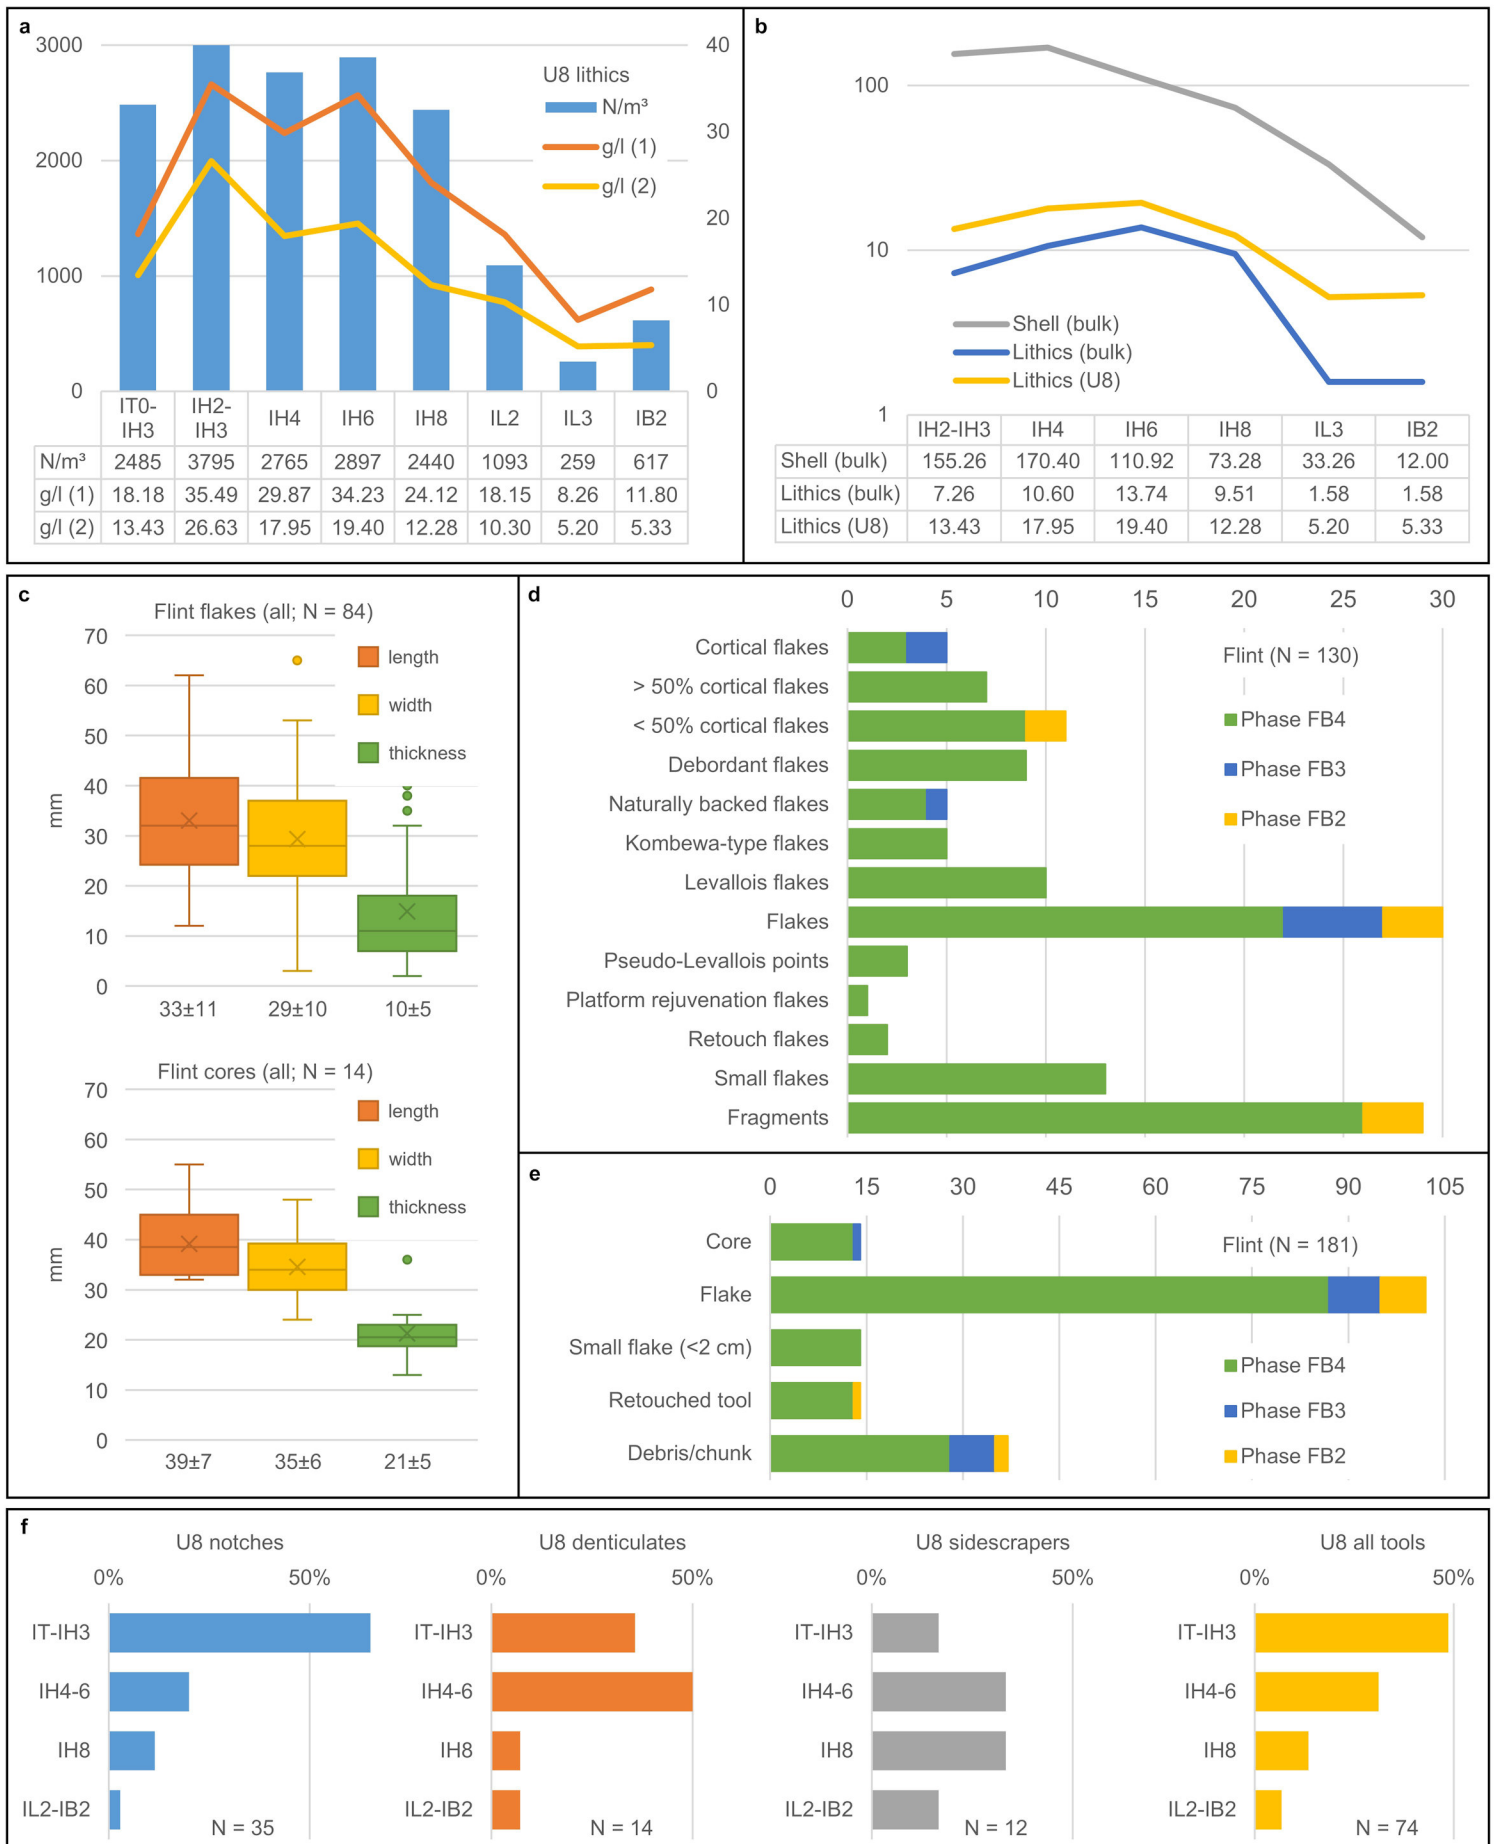 a
3000
2000
1000
0
40
30
20
10
0
U8 lithics
N/m³
g/l (1)
g/l (2)
IT0-IH3 IH2-IH3 IH4 IH6 IH8 IL2 IL3 IB2
N/m³ 2485 3795 2765 2897 2440 1093 259 617
g/l (1) 18.18 35.49 29.87 34.23 24.12 18.15 8.26 11.80
g/l (2) 13.43 26.63 17.95 19.40 12.28 10.30 5.20 5.33
b
100
10
1
Shell (bulk)
Lithics (bulk)
Lithics (U8)
IH2-IH3 IH4 IH6 IH8 IL3 IB2
Shell (bulk) 155.26 170.40 110.92 73.28 33.26 12.00
Lithics (bulk) 7.26 10.60 13.74 9.51 1.58 1.58
Lithics (U8) 13.43 17.95 19.40 12.28 5.20 5.33
c
Flint flakes (all; N = 84)
70
60
50
40
30
20
10
0
mm
length
width
thickness
33±11 29±10 10±5
Flint cores (all; N = 14)
70
60
50
40
30
20
10
0
mm
length
width
thickness
39±7 35±6 21±5
d
0 5 10 15 20 25 30
Cortical flakes
> 50% cortical flakes
< 50% cortical flakes
Debordant flakes
Naturally backed flakes
Kombewa-type flakes
Levallois flakes
Flakes
Pseudo-Levallois points
Platform rejuvenation flakes
Retouch flakes
Small flakes
Fragments
Flint (N = 130)
Phase FB4
Phase FB3
Phase FB2
e
0 15 30 45 60 75 90 105
Core
Flake
Small flake (<2 cm)
Retouched tool
Debris/chunk
Flint (N = 181)
Phase FB4
Phase FB3
Phase FB2
f
U8 notches
0% 50%
IT-IH3
IH4-6
IH8
IL2-IB2
N = 35
U8 denticulates
0% 50%
IT-IH3
IH4-6
IH8
IL2-IB2
N = 14
U8 sidescrapers
0% 50%
IT-IH3
IH4-6
IH8
IL2-IB2
N = 12
U8 all tools
0% 50%
IT-IH3
IH4-6
IH8
IL2-IB2
N = 74